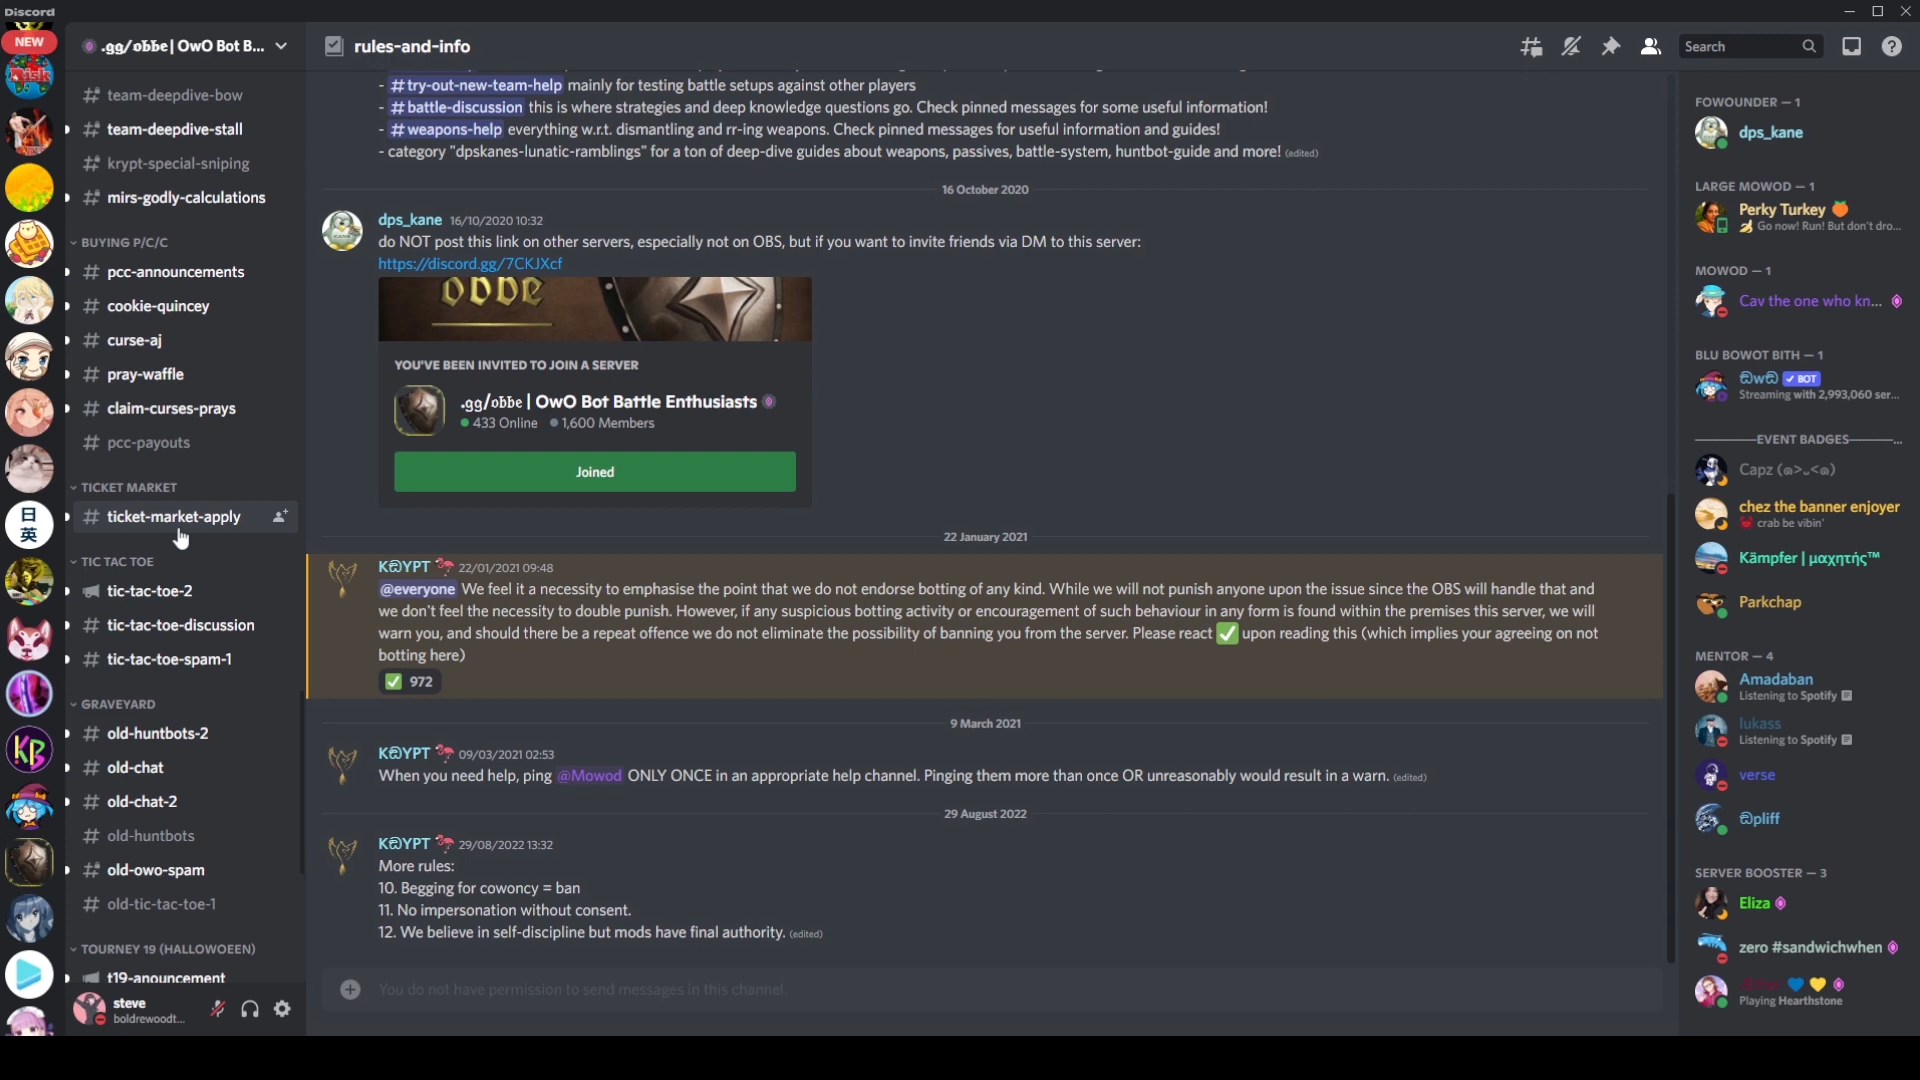 Discord
NEW
.gg/obbe | OwO Bot B...
team-deepdive-bow
team-deepdive-stall
krypt-special-sniping
mirs-godly-calculations
BUYING P/C/C
pcc-announcements
cookie-quincey
curse-aj
pray-waffle
claim-curses-prays
pcc-payouts
TICKET MARKET
ticket-market-apply
TIC TAC TOE
tic-tac-toe-2
tic-tac-toe-discussion
tic-tac-toe-spam-1
GRAVEYARD
old-huntbots-2
old-chat
old-chat-2
old-huntbots
old-owo-spam
old-tic-tac-toe-1
TOURNEY 19 (HALLOWOEEN)
t19-anouncement
steve
boldrewoodt...
Risk
日
英
KB
rules-and-info
Search
- #try-out-new-team-help mainly for testing battle setups against other players
- #battle-discussion this is where strategies and deep knowledge questions go. Check pinned messages for some useful information!
- #weapons-help everything w.r.t. dismantling and rr-ing weapons. Check pinned messages for useful information and guides!
- category "dpskanes-lunatic-ramblings" for a ton of deep-dive guides about weapons, passives, battle-system, huntbot-guide and more! (edited)
16 October 2020
dps_kane 16/10/2020 10:32
do NOT post this link on other servers, especially not on OBS, but if you want to invite friends via DM to this server:
https://discord.gg/7CKJXcf
obbe
YOU'VE BEEN INVITED TO JOIN A SERVER
.gg/obbe | OwO Bot Battle Enthusiasts
433 Online 1,600 Members
Joined
22 January 2021
KඞYPT 22/01/2021 09:48
@everyone We feel it a necessity to emphasise the point that we do not endorse botting of any kind. While we will not punish anyone upon the issue since the OBS will handle that and
we don't feel the necessity to double punish. However, if any suspicious botting activity or encouragement of such behaviour in any form is found within the premises this server, we will
warn you, and should there be a repeat offence we do not eliminate the possibility of banning you from the server. Please react ✅ upon reading this (which implies your agreeing on not
botting here)
✅ 972
9 March 2021
KඞYPT 09/03/2021 02:53
When you need help, ping @Mowod ONLY ONCE in an appropriate help channel. Pinging them more than once OR unreasonably would result in a warn. (edited)
29 August 2022
KඞYPT 29/08/2022 13:32
More rules:
10. Begging for cowoncy = ban
11. No impersonation without consent.
12. We believe in self-discipline but mods have final authority. (edited)
You do not have permission to send messages in this channel.
FOWOUNDER — 1
dps_kane
LARGE MOWOD — 1
Perky Turkey
Go now! Run! But don't dro...
MOWOD — 1
Cav the one who kn...
BLU BOWOT BITH — 1
ඞwඞ ✓ BOT
Streaming with 2,993,060 ser...
————EVENT BADGES———...
Capz
chez the banner enjoyer
crab be vibin'
Kämpfer | μαχητής™
Parkchap
MENTOR — 4
Amadaban
Listening to Spotify
lukass
Listening to Spotify
verse
ඞpliff
SERVER BOOSTER — 3
Eliza
zero #sandwichwhen
Playing Hearthstone